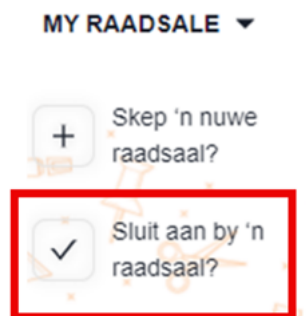 MY RAADSALE
Skep ‘n nuwe
raadsaal?
Sluit aan by ‘n
raadsaal?